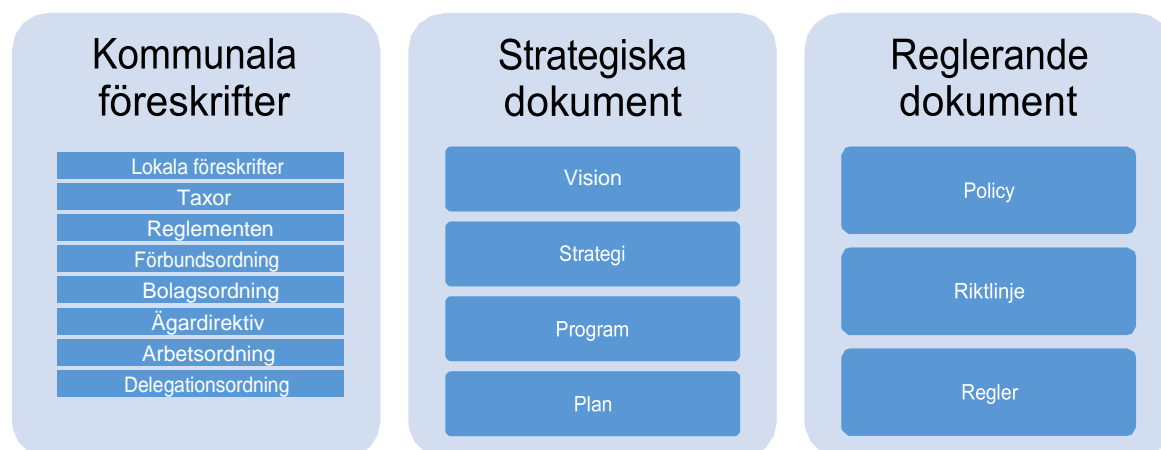 Kommunala
föreskrifter
Lokala föreskrifter
Taxor
Reglementen
Förbundsordning
Bolagsordning
Ägardirektiv
Arbetsordning
Delegationsordning
Strategiska
dokument
Vision
Strategi
Program
Plan
Reglerande
dokument
Policy
Riktlinje
Regler